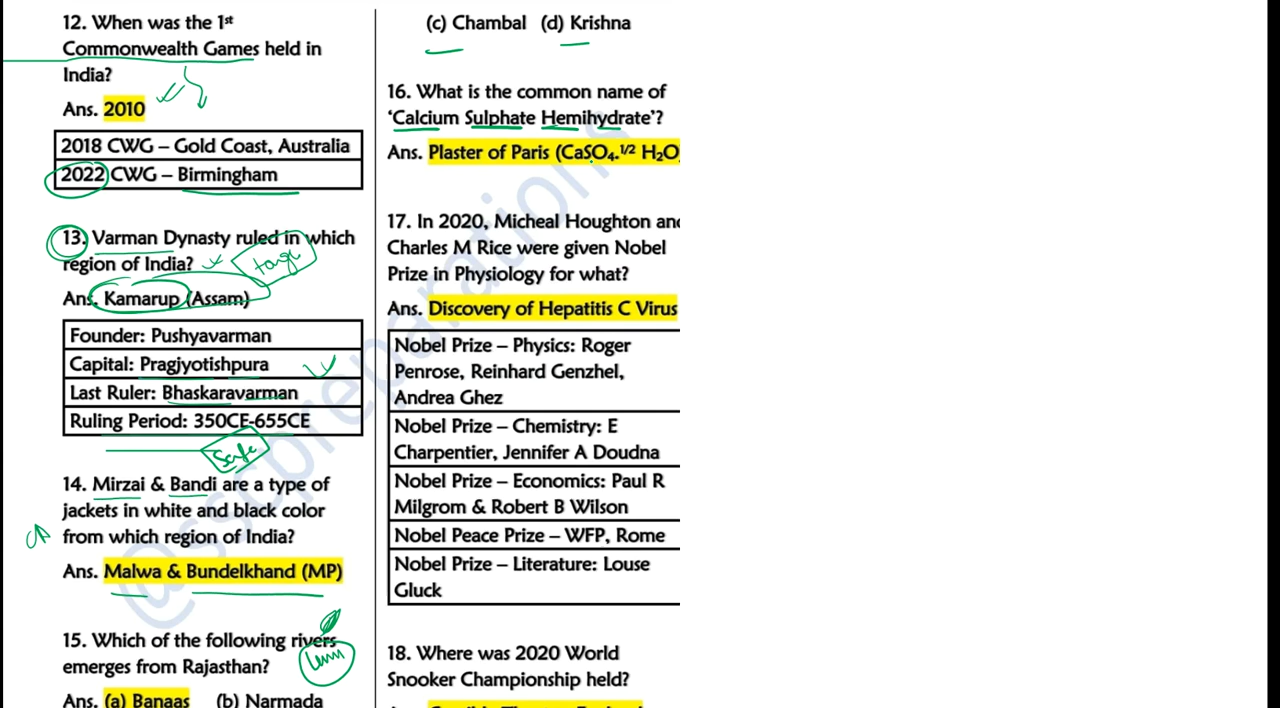 12. When was the 1st
Commonwealth Games held in
India?
Ans. 2010
2018 CWG – Gold Coast, Australia
2022 CWG – Birmingham
13. Varman Dynasty ruled in which
region of India?
Ans. Kamarup (Assam)
Founder: Pushyavarman
Capital: Pragjyotishpura
Last Ruler: Bhaskaravarman
Ruling Period: 350CE-655CE
Safe
14. Mirzai & Bandi are a type of
jackets in white and black color
from which region of India?
Ans. Malwa & Bundelkhand (MP)
15. Which of the following rivers
emerges from Rajasthan?
Ans. (a) Banaas (b) Narmada
(c) Chambal (d) Krishna
16. What is the common name of
‘Calcium Sulphate Hemihydrate’?
Ans. Plaster of Paris (CaSO4.1/2 H2O
17. In 2020, Micheal Houghton and
Charles M Rice were given Nobel
Prize in Physiology for what?
Ans. Discovery of Hepatitis C Virus
Nobel Prize – Physics: Roger
Penrose, Reinhard Genzhel,
Andrea Ghez
Nobel Prize – Chemistry: E
Charpentier, Jennifer A Doudna
Nobel Prize – Economics: Paul R
Milgrom & Robert B Wilson
Nobel Peace Prize – WFP, Rome
Nobel Prize – Literature: Louse
Gluck
18. Where was 2020 World
Snooker Championship held?
@sscpreparations